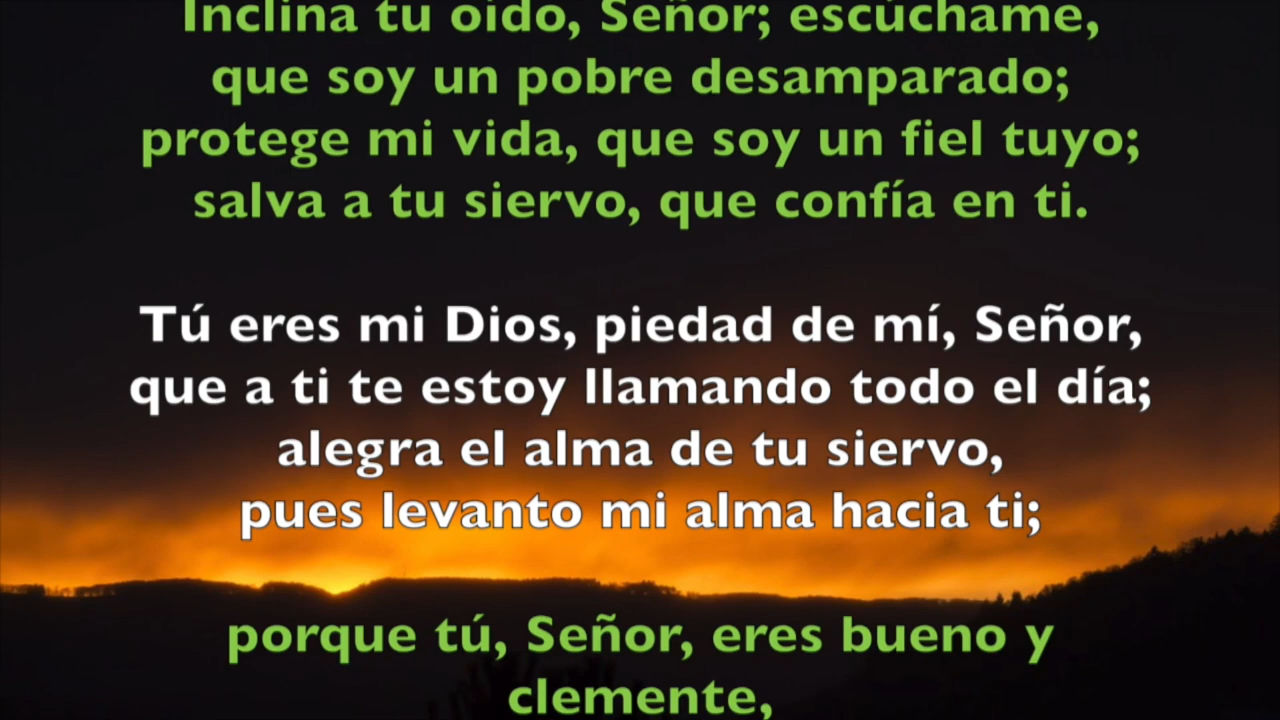 Inclina tu oído, Señor; escúchame,
que soy un pobre desamparado;
protege mi vida, que soy un fiel tuyo;
salva a tu siervo, que confía en ti.
Tú eres mi Dios, piedad de mí, Señor,
que a ti te estoy llamando todo el día;
alegra el alma de tu siervo,
pues levanto mi alma hacia ti;
porque tú, Señor, eres bueno y
clemente,